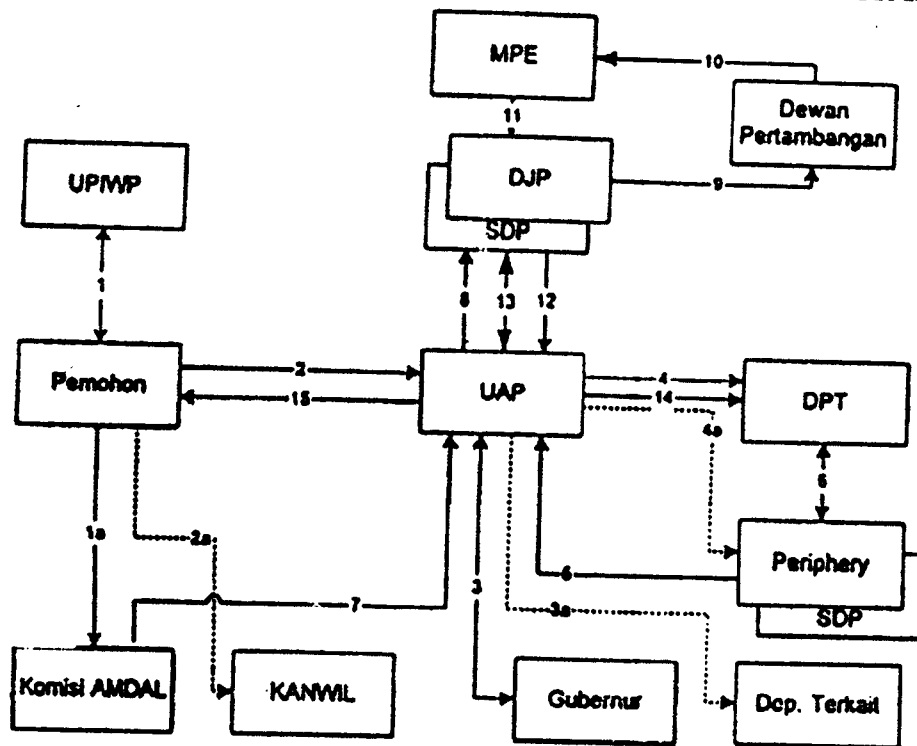 MPE
10
11
Dewan
Pertambangan
UPIWP
DJP
9
SDP
1
8
13
12
Pemohon
2
UAP
4
DPT
15
14
4a
6
1a
2a
3
6
Periphery
7
3a
SDP
Komisi AMDAL
KANWIL
Gubernur
Dep. Terkait